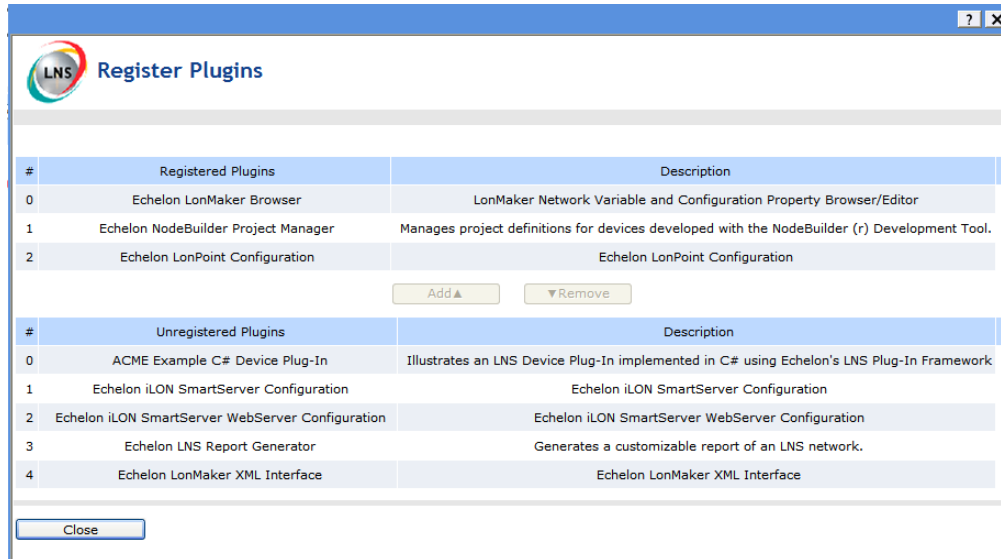 ? X
LNS Register Plugins
# Registered Plugins Description
0 Echelon LonMaker Browser LonMaker Network Variable and Configuration Property Browser/Editor
1 Echelon NodeBuilder Project Manager Manages project definitions for devices developed with the NodeBuilder (r) Development Tool.
2 Echelon LonPoint Configuration Echelon LonPoint Configuration
Add▲ ▼Remove
# Unregistered Plugins Description
0 ACME Example C# Device Plug-In Illustrates an LNS Device Plug-In implemented in C# using Echelon's LNS Plug-In Framework
1 Echelon iLON SmartServer Configuration Echelon iLON SmartServer Configuration
2 Echelon iLON SmartServer WebServer Configuration Echelon iLON SmartServer WebServer Configuration
3 Echelon LNS Report Generator Generates a customizable report of an LNS network.
4 Echelon LonMaker XML Interface Echelon LonMaker XML Interface
Close